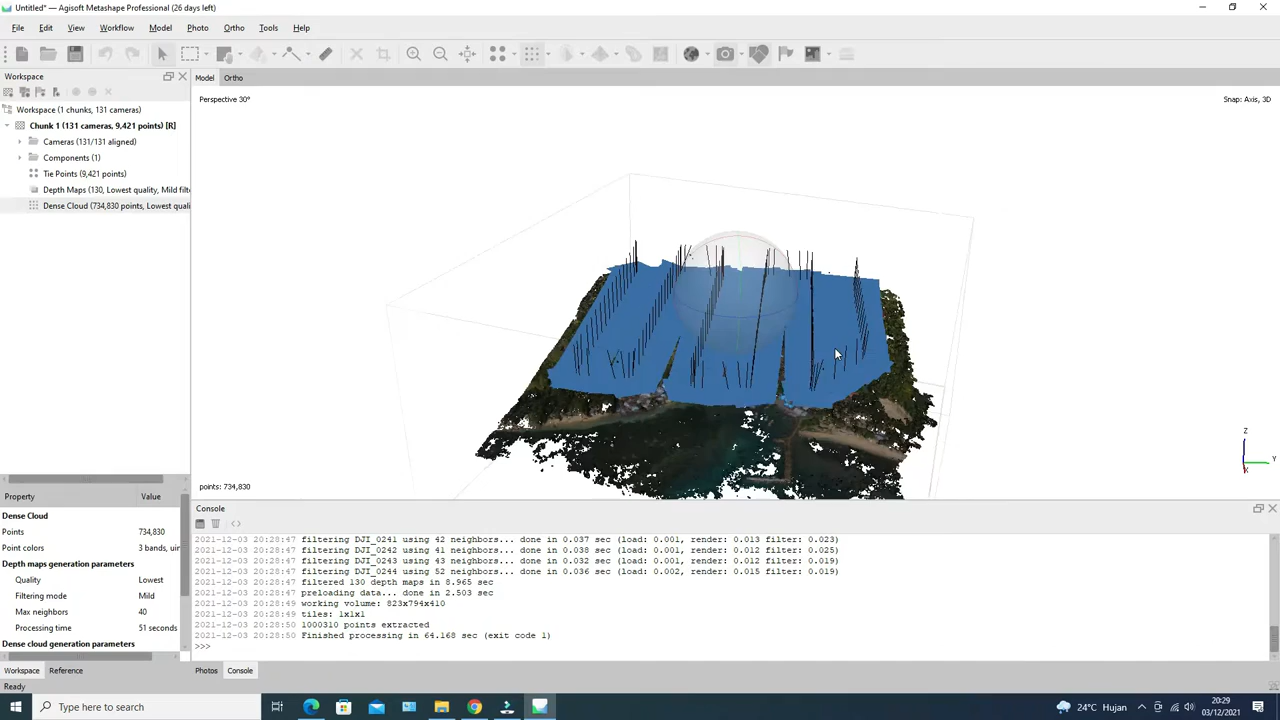 Untitled* — Agisoft Metashape Professional (26 days left)
File Edit View Workflow Model Photo Ortho Tools Help
Workspace
Model Ortho
Perspective 30°
Snap: Axis, 3D
Workspace (1 chunks, 131 cameras)
Chunk 1 (131 cameras, 9,421 points) [R]
Cameras (131/131 aligned)
Components (1)
Tie Points (9,421 points)
Depth Maps (130, Lowest quality, Mild filte
Dense Cloud (734,830 points, Lowest quali
Z
Y
X
points: 734,830
Property Value
Dense Cloud
Points 734,830
Point colors 3 bands, uin
Depth maps generation parameters
Quality Lowest
Filtering mode Mild
Max neighbors 40
Processing time 51 seconds
Dense cloud generation parameters
Console
2021-12-03 20:28:47 filtering DJI_0241 using 42 neighbors... done in 0.037 sec (load: 0.001, render: 0.013 filter: 0.023)
2021-12-03 20:28:47 filtering DJI_0242 using 41 neighbors... done in 0.038 sec (load: 0.001, render: 0.012 filter: 0.025)
2021-12-03 20:28:47 filtering DJI_0243 using 43 neighbors... done in 0.032 sec (load: 0.001, render: 0.012 filter: 0.019)
2021-12-03 20:28:47 filtering DJI_0244 using 52 neighbors... done in 0.036 sec (load: 0.002, render: 0.015 filter: 0.019)
2021-12-03 20:28:47 filtered 130 depth maps in 8.965 sec
2021-12-03 20:28:49 preloading data... done in 2.503 sec
2021-12-03 20:28:49 working volume: 823x794x410
2021-12-03 20:28:49 tiles: 1x1x1
2021-12-03 20:28:50 1000310 points extracted
2021-12-03 20:28:50 Finished processing in 64.168 sec (exit code 1)
>>>
Workspace Reference
Photos Console
Ready
Type here to search
24°C Hujan
20:29
03/12/2021